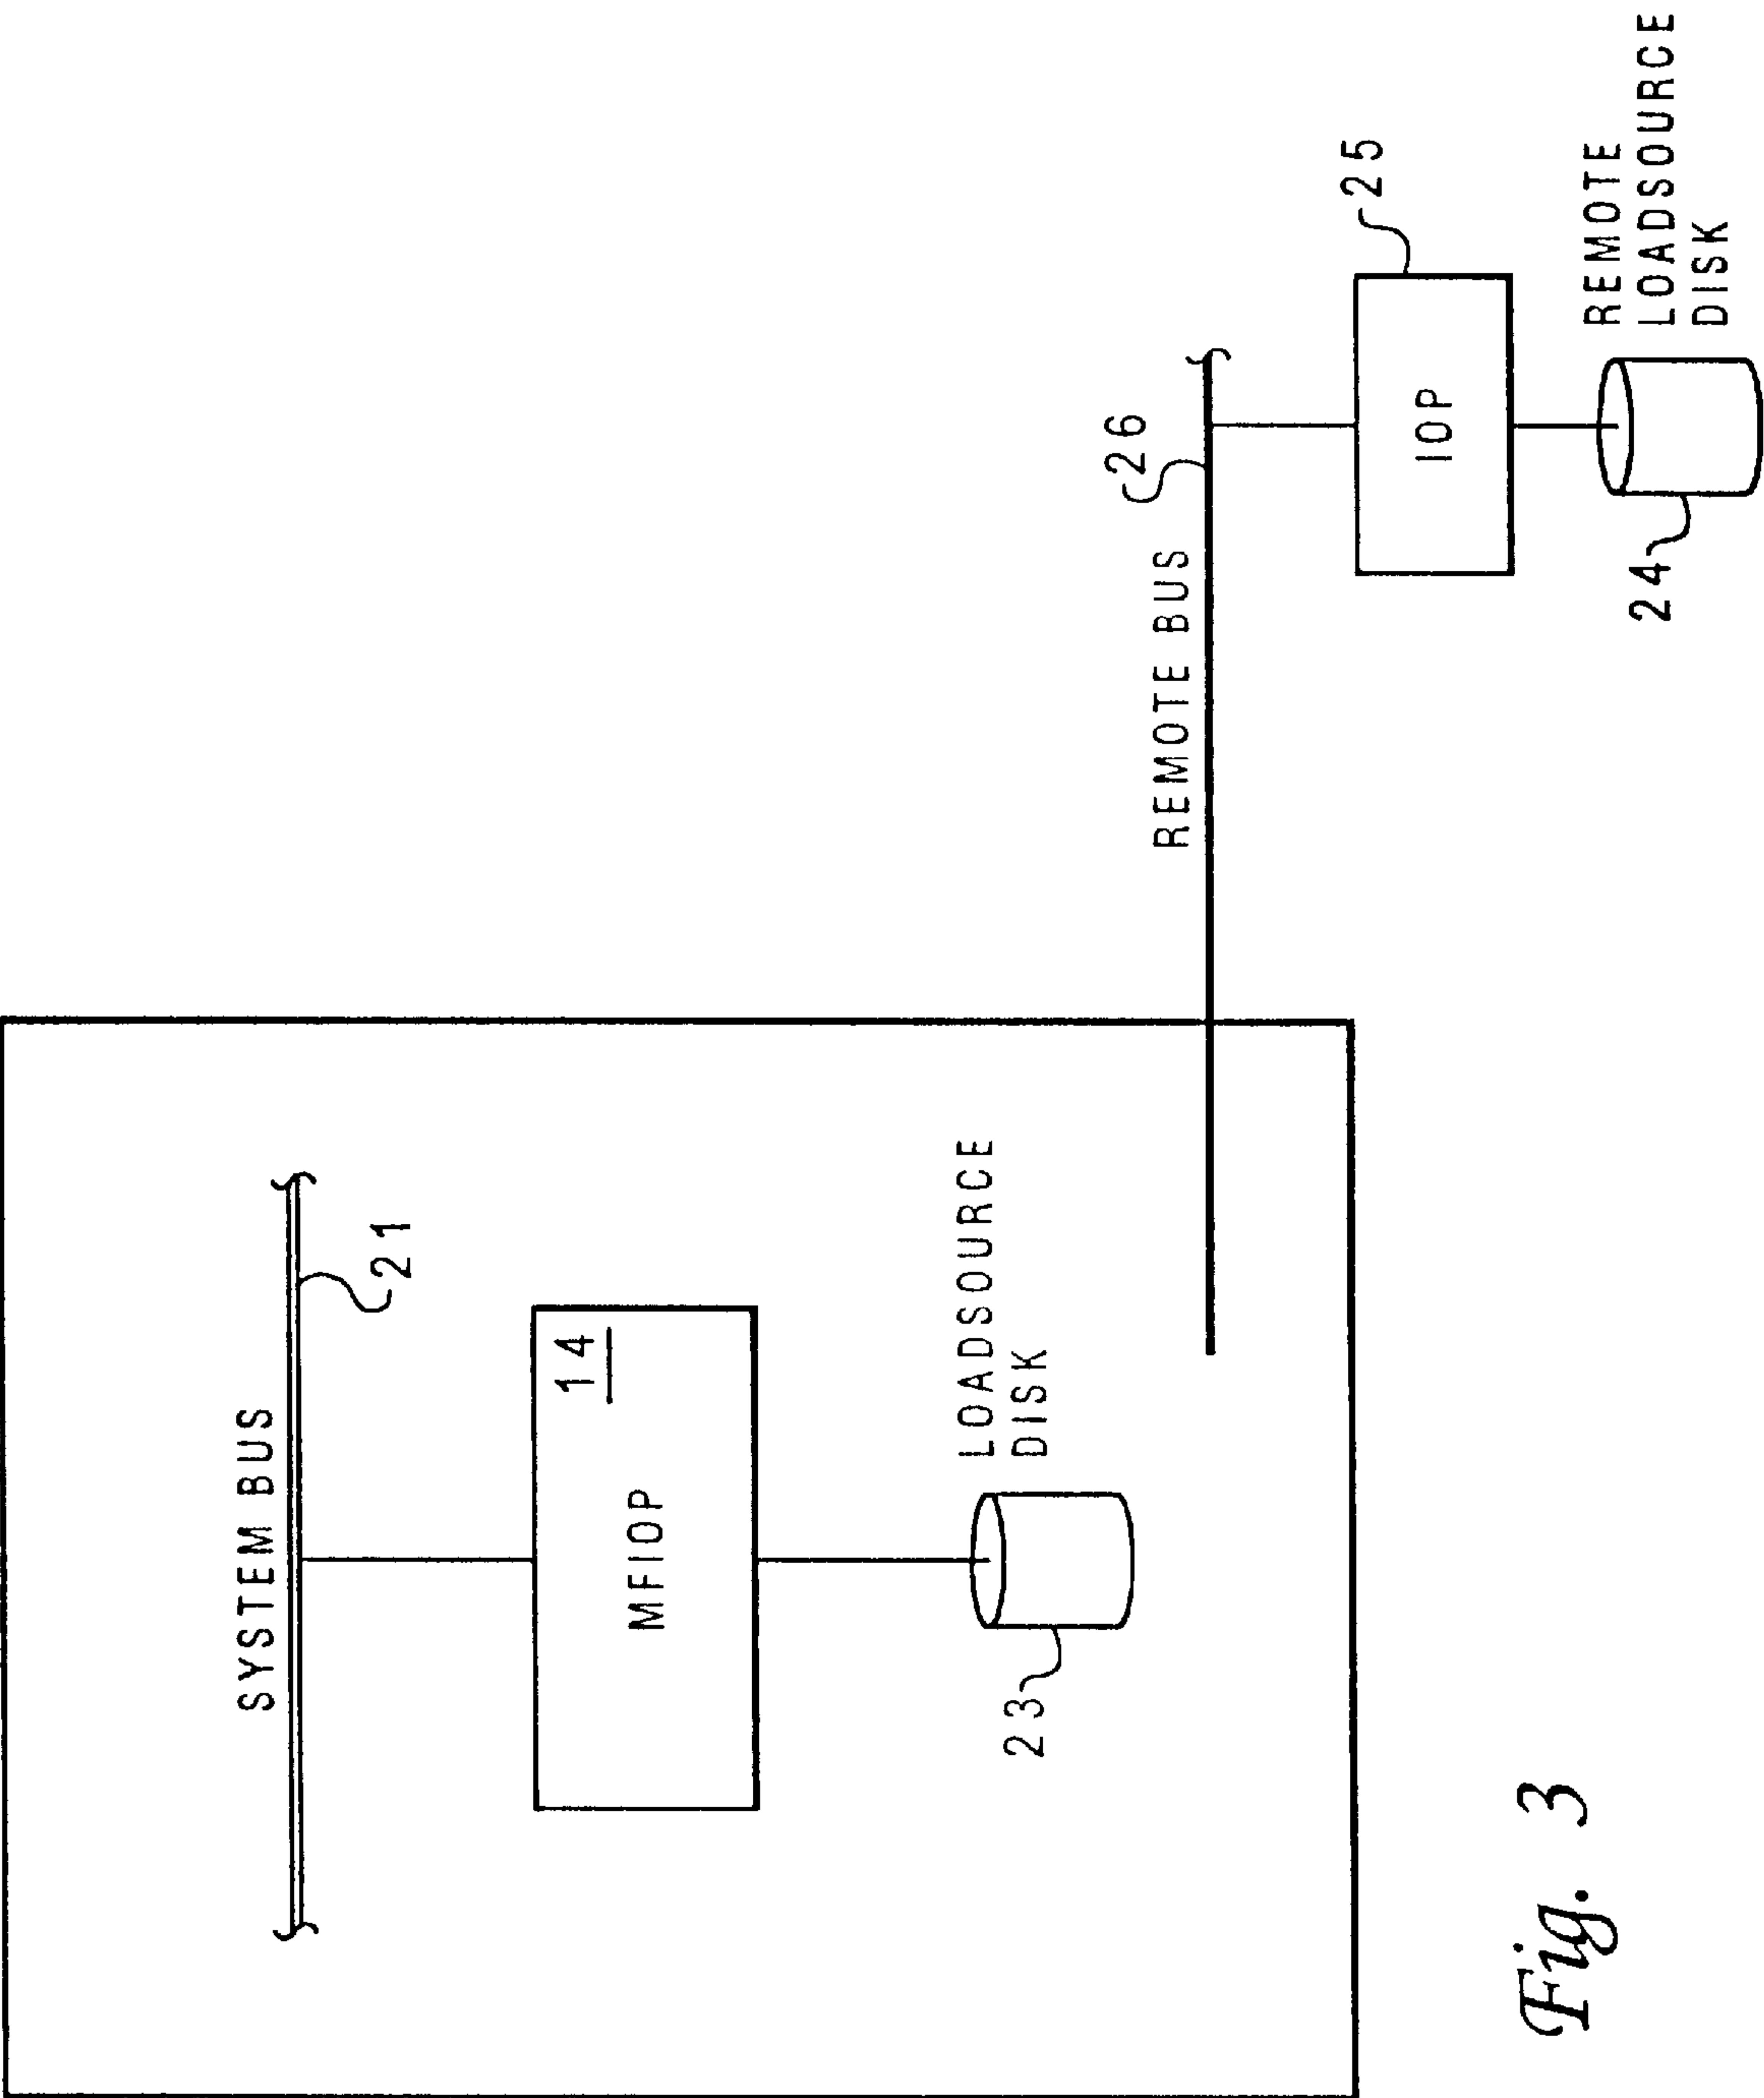 SYSTEM BUS
21
14
MFIOP
LOADSOURCE
DISK
23
REMOTE BUS
26
25
IOP
REMOTE
LOADSOURCE
DISK
24
Fig. 3